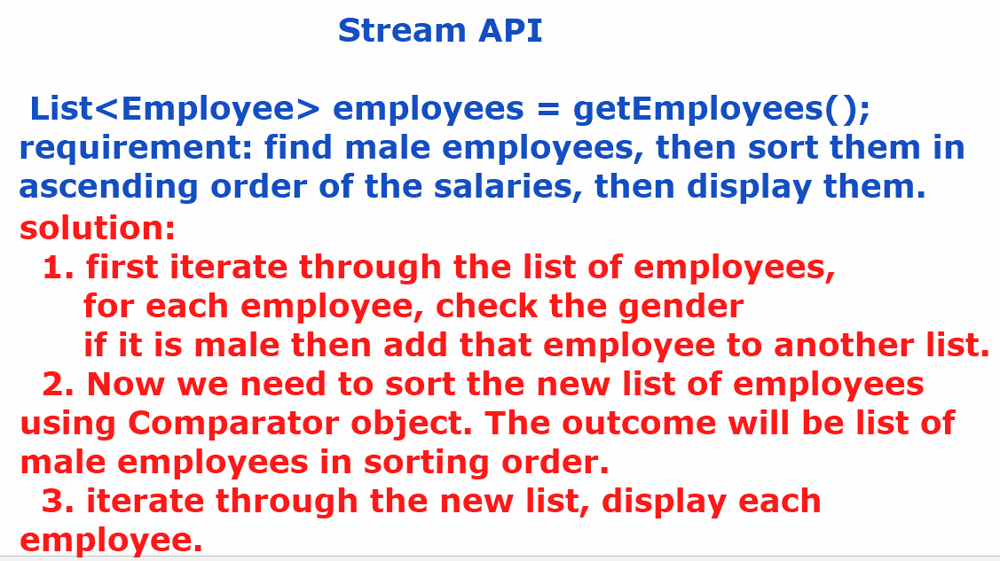 Stream API
List<Employee> employees = getEmployees();
requirement: find male employees, then sort them in
ascending order of the salaries, then display them.
solution:
1. first iterate through the list of employees,
for each employee, check the gender
if it is male then add that employee to another list.
2. Now we need to sort the new list of employees
using Comparator object. The outcome will be list of
male employees in sorting order.
3. iterate through the new list, display each
employee.